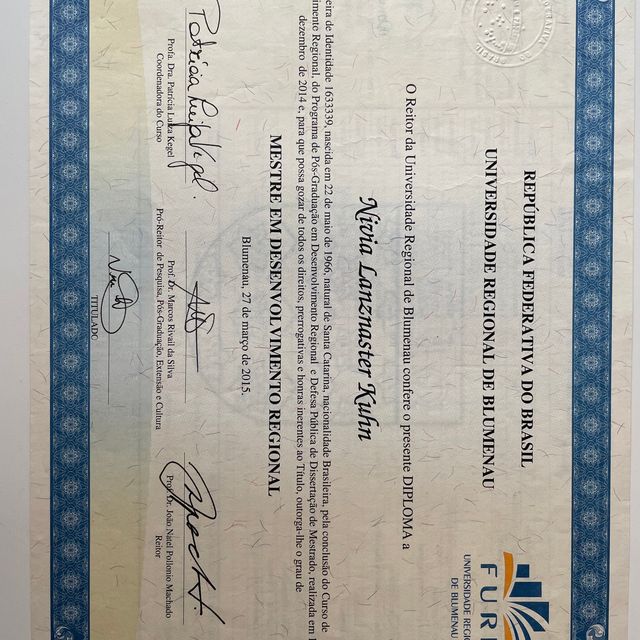 REPÚBLICA FEDERATIVA DO BRASIL
UNIVERSIDADE REGIONAL DE BLUMENAU
FURB
UNIVERSIDADE REGIO
DE BLUMENAU
O Reitor da Universidade Regional de Blumenau confere o presente DIPLOMA a
Nivia Lanznaster Kuhn
eira de Identidade 1633339, nascida em 22 de maio de 1966, natural de Santa Catarina, nacionalidade Brasileira, pela conclusão do Curso de
imento Regional, do Programa de Pós-Graduação em Desenvolvimento Regional e Defesa Pública de Dissertação de Mestrado, realizada em
dezembro de 2014 e, para que possa gozar de todos os direitos, prerrogativas e honras inerentes ao Título, outorga-lhe o grau de
MESTRE EM DESENVOLVIMENTO REGIONAL
Blumenau, 27 de março de 2015.
Profa. Dra. Patrícia Luíza Kegel
Coordenadora do Curso
Prof. Dr. Marcos Rivail da Silva
Pró-Reitor de Pesquisa, Pós-Graduação, Extensão e Cultura
Prof. Dr. João Natel Pollonio Machado
Reitor
TITULADO